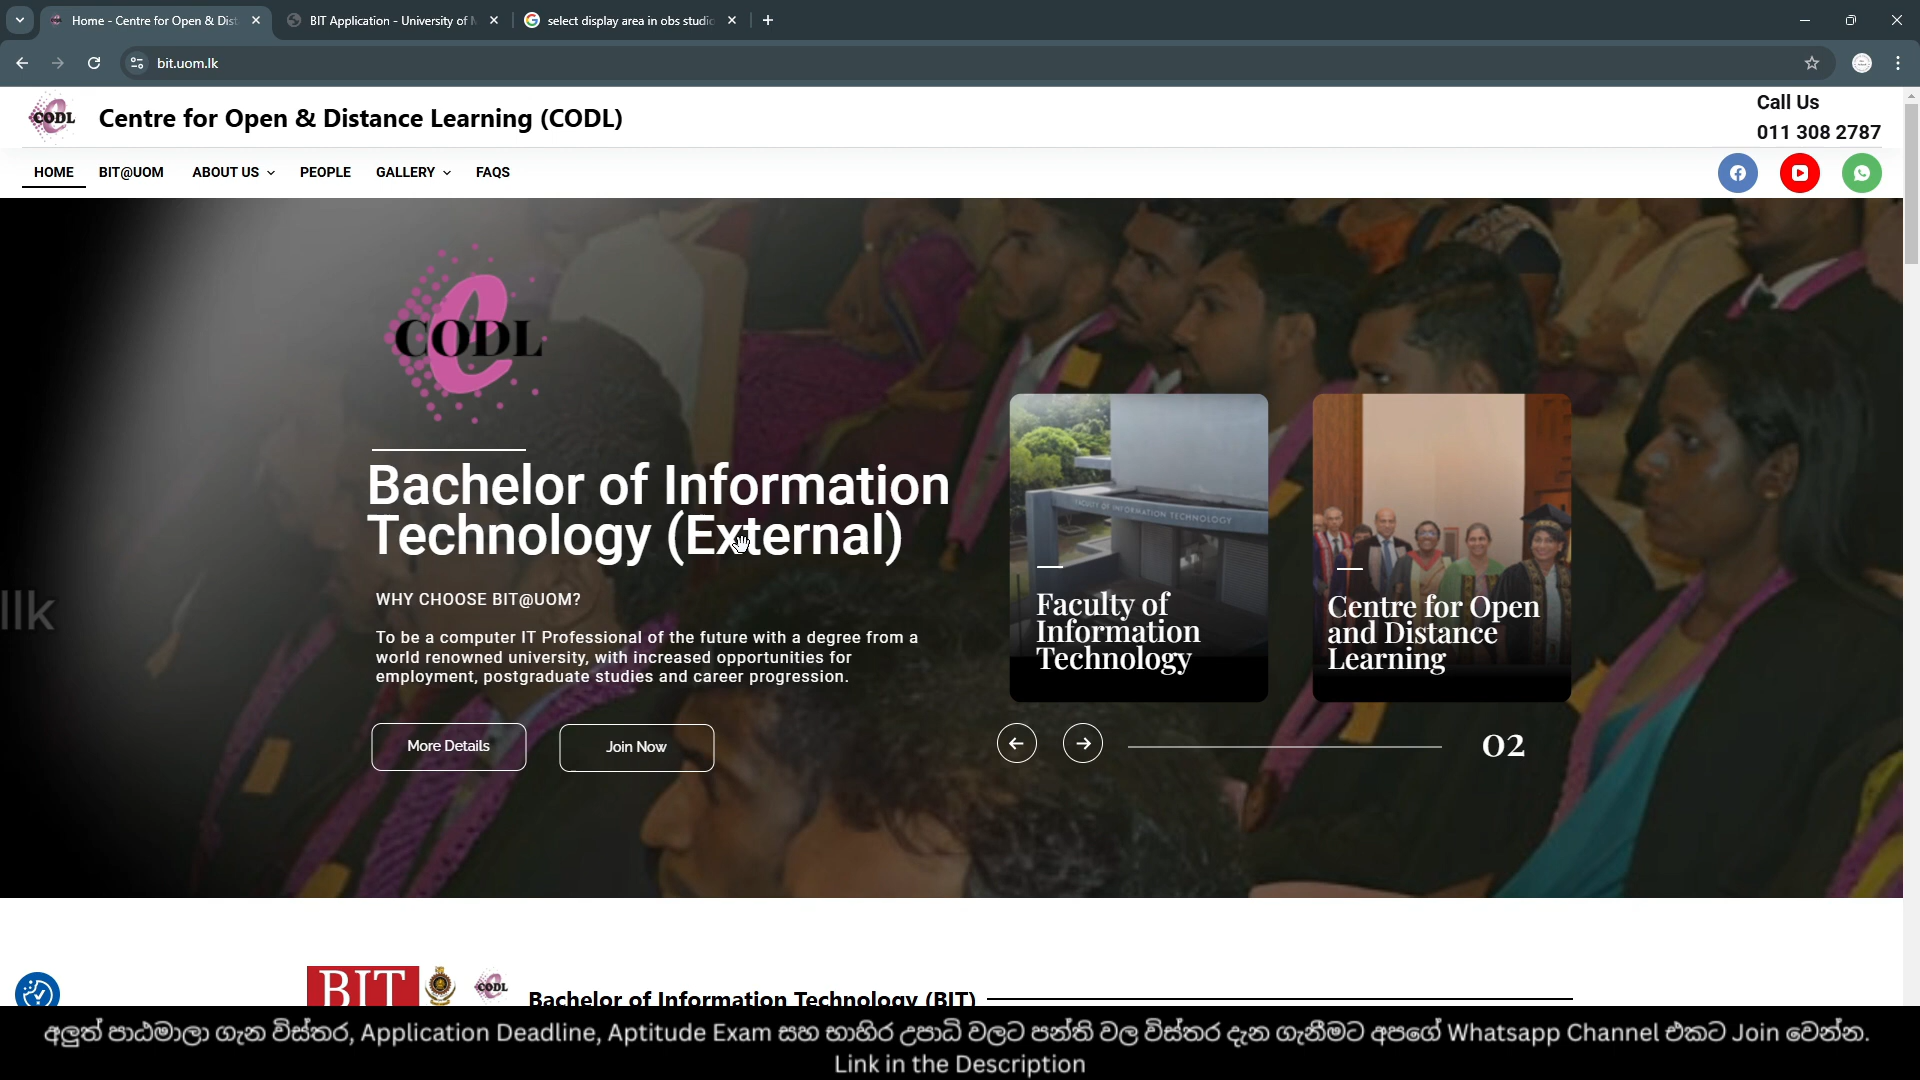 Home - Centre for Open & Dist
BIT Application - University of M
select display area in obs studio
bit.uom.lk
CODL
Centre for Open & Distance Learning (CODL)
Call Us
011 308 2787
HOME
BIT@UOM
ABOUT US
PEOPLE
GALLERY
FAQS
CODL
Bachelor of Information
Technology (External)
WHY CHOOSE BIT@UOM?
To be a computer IT Professional of the future with a degree from a
world renowned university, with increased opportunities for
employment, postgraduate studies and career progression.
More Details
Join Now
FACULTY OF INFORMATION TECHNOLOGY
Faculty of
Information
Technology
Centre for Open
and Distance
Learning
02
llk
BIT
CODL
Bachelor of Information Technology (BIT)
අලුත් පාඨමාලා ගැන විස්තර, Application Deadline, Aptitude Exam සහ භාහිර උපාධි වලට පන්ති වල විස්තර දැන ගැනීමට අපගේ Whatsapp Channel එකට Join වෙන්න.
Link in the Description